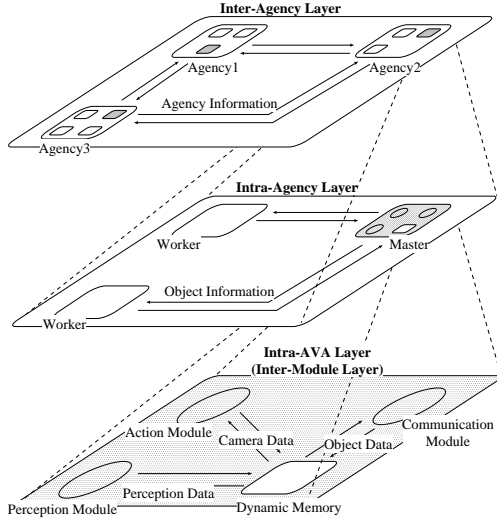 Inter-Agency Layer
Agency1
Agency2
Agency Information
Agency3
Intra-Agency Layer
Worker
Master
Object Information
Worker
Intra-AVA Layer
(Inter-Module Layer)
Action Module
Camera Data
Object Data
Communication
Module
Perception Module
Perception Data
Dynamic Memory